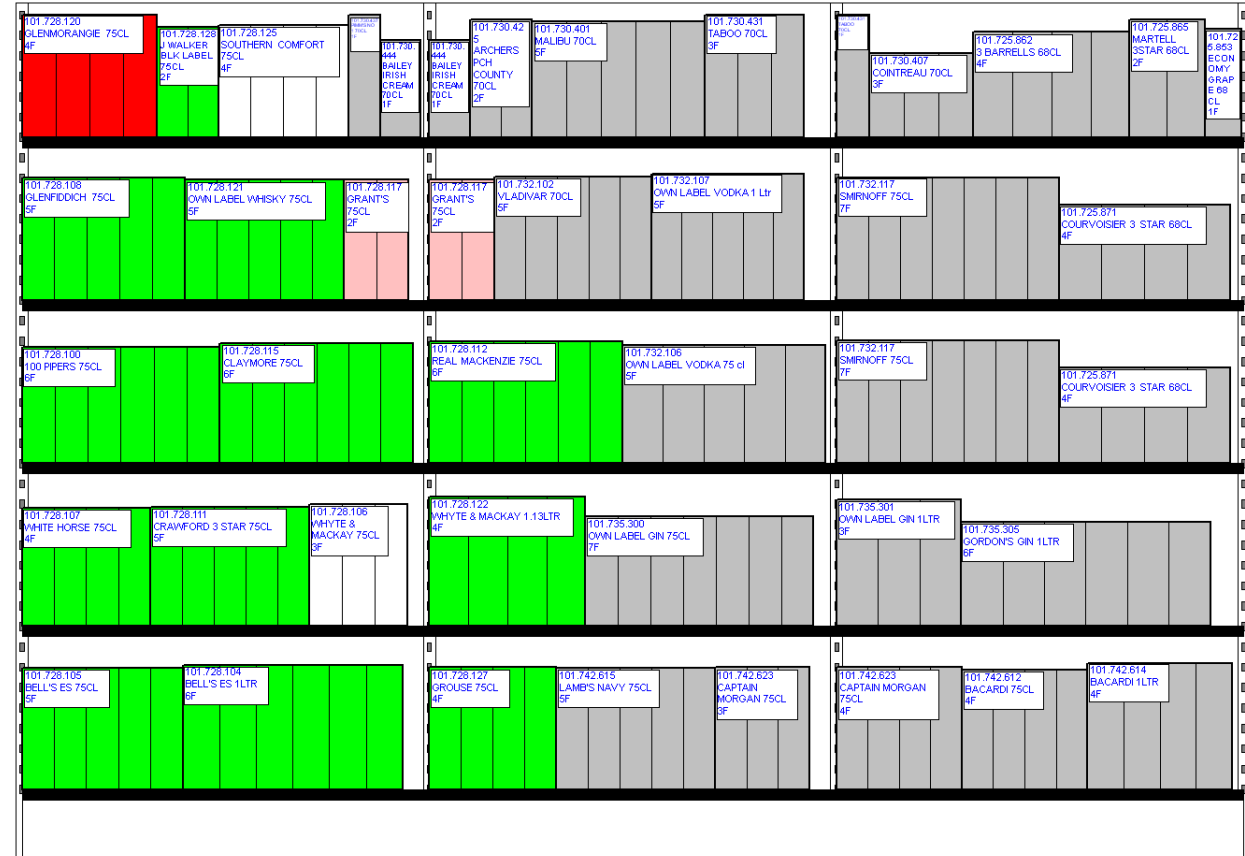 101.728.120
GLENMORANGIE 75CL
4F
101.728.128
J WALKER
BLK LABEL
75CL
2F
101.728.125
SOUTHERN COMFORT
75CL
4F
101.730.
444
BAILEY
IRISH
CREAM
70CL
1F
101.730.
444
BAILEY
IRISH
CREAM
70CL
1F
101.730.42
5
ARCHERS
PCH
COUNTY
70CL
2F
101.730.401
MALIBU 70CL
5F
101.730.431
TABOO 70CL
3F
101.730.407
COINTREAU 70CL
3F
101.725.862
3 BARRELLS 68CL
4F
101.725.865
MARTELL
3STAR 68CL
2F
101.72
5.853
ECON
OMY
GRAP
E 68
CL
1F
101.728.108
GLENFIDDICH 75CL
5F
101.728.121
OWN LABEL WHISKY 75CL
5F
101.728.117
GRANT'S
75CL
2F
101.728.117
GRANT'S
75CL
2F
101.732.102
VLADIVAR 70CL
5F
101.732.107
OWN LABEL VODKA 1 Ltr
5F
101.732.117
SMIRNOFF 75CL
7F
101.725.871
COURVOISIER 3 STAR 68CL
4F
101.728.100
100 PIPERS 75CL
6F
101.728.115
CLAYMORE 75CL
6F
101.728.112
REAL MACKENZIE 75CL
6F
101.732.106
OWN LABEL VODKA 75 cl
5F
101.732.117
SMIRNOFF 75CL
7F
101.725.871
COURVOISIER 3 STAR 68CL
4F
101.728.107
WHITE HORSE 75CL
4F
101.728.111
CRAWFORD 3 STAR 75CL
5F
101.728.106
WHYTE &
MACKAY 75CL
3F
101.728.122
WHYTE & MACKAY 1.13LTR
4F
101.735.300
OWN LABEL GIN 75CL
7F
101.735.301
OWN LABEL GIN 1LTR
3F
101.735.305
GORDON'S GIN 1LTR
6F
101.728.105
BELL'S ES 75CL
5F
101.728.104
BELL'S ES 1LTR
6F
101.728.127
GROUSE 75CL
4F
101.742.615
LAMB'S NAVY 75CL
5F
101.742.623
CAPTAIN
MORGAN 75CL
3F
101.742.623
CAPTAIN MORGAN
75CL
4F
101.742.612
BACARDI 75CL
4F
101.742.614
BACARDI 1LTR
4F